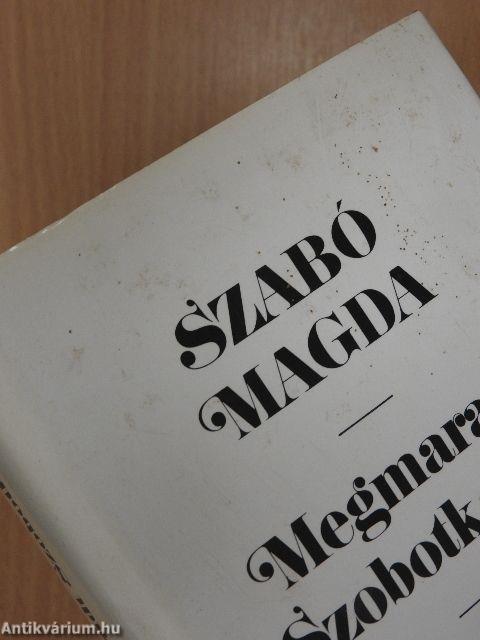 SZABÓ
MAGDA
Megmara
Szobotk
Antikvárium.hu